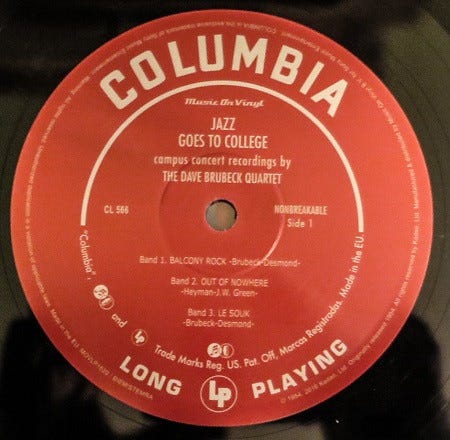 COLUMBIA
Music On Vinyl
JAZZ
GOES TO COLLEGE
campus concert recordings by
THE DAVE BRUBECK QUARTET
CL 566
NONBREAKABLE
Side 1
Band 1. BALCONY ROCK -Brubeck-Desmond-
Band 2. OUT OF NOWHERE
-Heyman-J.W. Green-
Band 3. LE SOUK
-Brubeck-Desmond-
"Columbia",
and
LP
Trade Marks Reg. US. Pat. Off, Marcas Registradas. Made in the EU.
LONG
LP
PLAYING